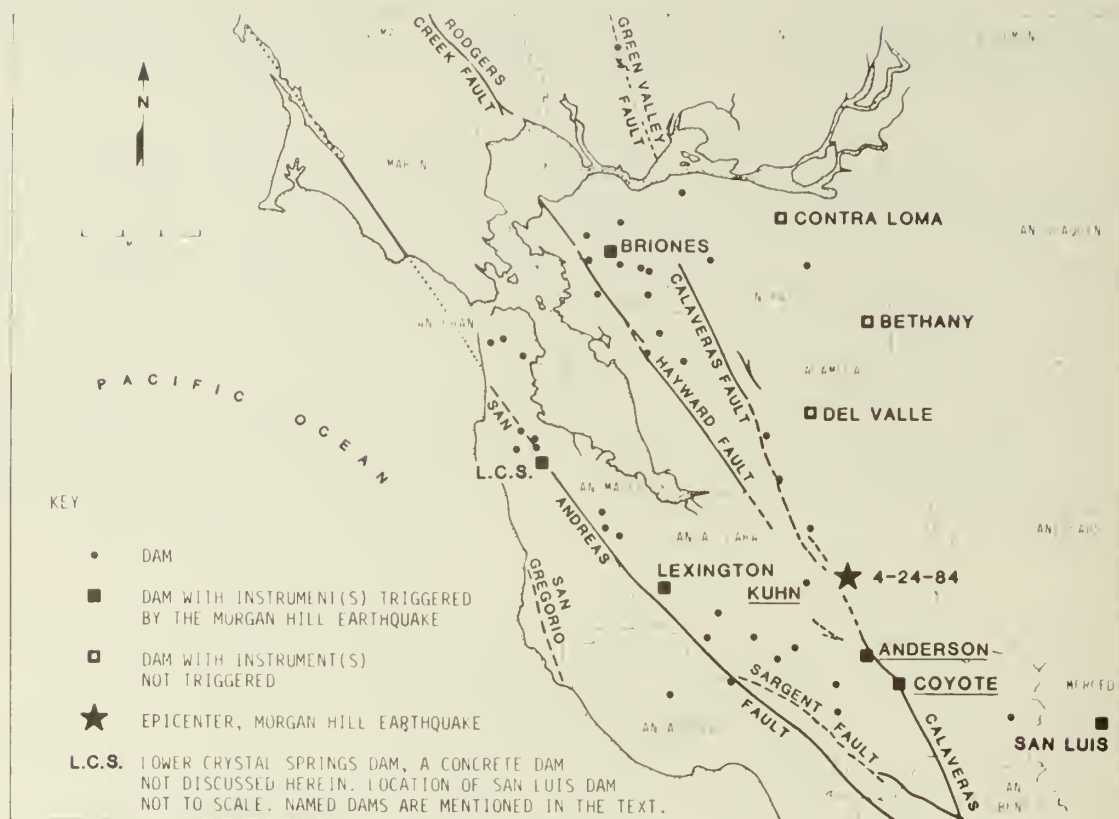 RODGERS
CREEK FAULT
GREEN VALLEY
FAULT
N
CONTRA LOMA
BRIONES
CALAVERAS FAULT
BETHANY
HAYWARD FAULT
DEL VALLE
PACIFIC OCEAN
SAN
L.C.S.
ANDREAS
KEY
DAM
LEXINGTON
KUHN
4-24-84
SAN
GREGORIO
DAM WITH INSTRUMENT(S) TRIGGERED
BY THE MORGAN HILL EARTHQUAKE
ANDERSON
DAM WITH INSTRUMENT(S)
NOT TRIGGERED
COYOTE
MERCED
SARGENT FAULT
FAULT
CALAVERAS
SAN LUIS
EPICENTER, MORGAN HILL EARTHQUAKE
L.C.S. LOWER CRYSTAL SPRINGS DAM, A CONCRETE DAM
NOT DISCUSSED HEREIN. LOCATION OF SAN LUIS DAM
NOT TO SCALE. NAMED DAMS ARE MENTIONED IN THE TEXT.